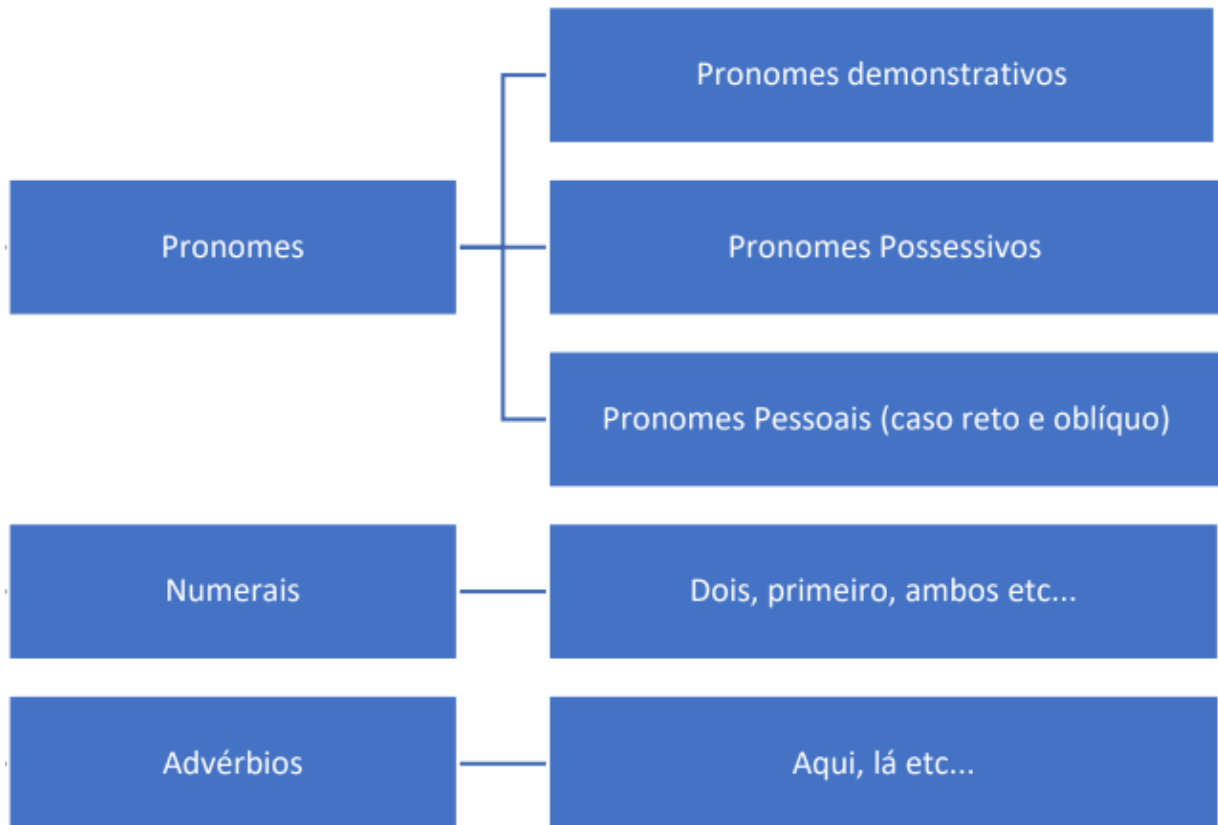 Pronomes demonstrativos
Pronomes
Pronomes Possessivos
Pronomes Pessoais (caso reto e oblíquo)
Numerais
Dois, primeiro, ambos etc...
Advérbios
Aqui, lá etc...